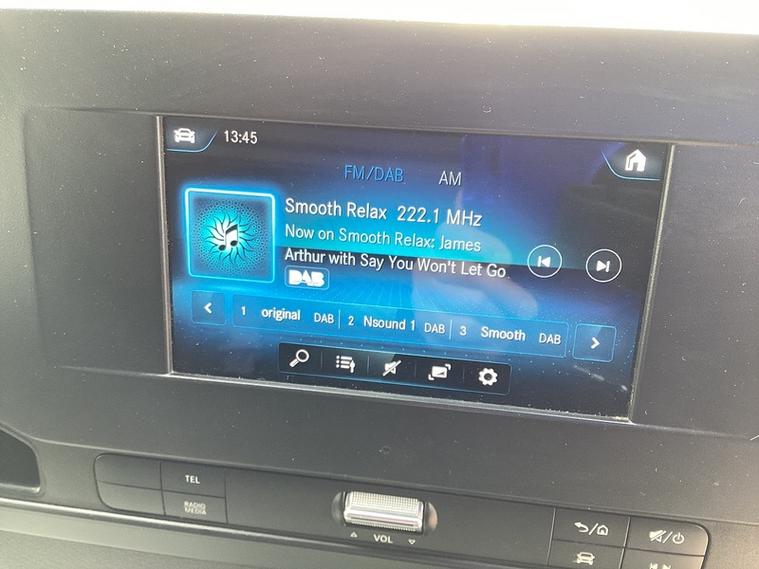 13:45
FM/DAB AM
Smooth Relax 222.1 MHz
Now on Smooth Relax: James
Arthur with Say You Won't Let Go
DAB
1 original DAB 2 Nsound 1 DAB 3 Smooth DAB
TEL
RADIO
MEDIA
VOL